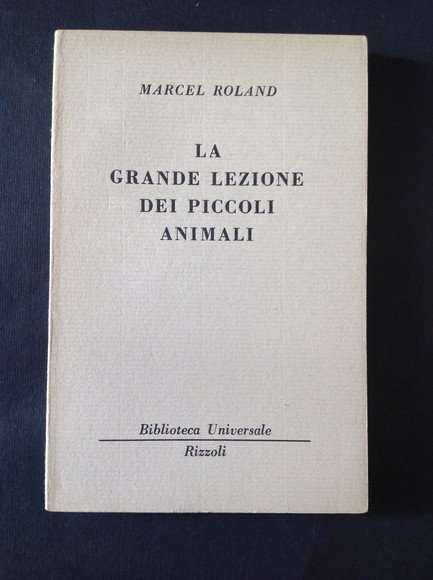 MARCEL ROLAND
LA
GRANDE LEZIONE
DEI PICCOLI
ANIMALI
Biblioteca Universale
Rizzoli